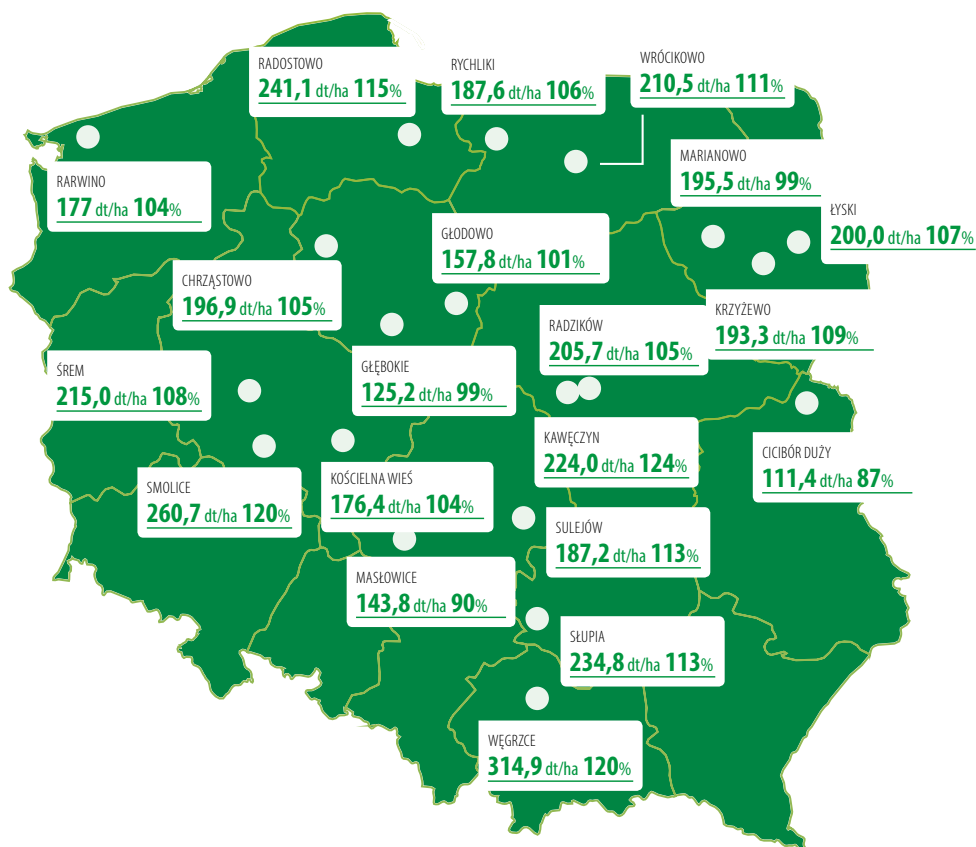 RADOSTOWO
241,1 dt/ha 115%
RYCHLIKI
187,6 dt/ha 106%
WRÓCIKOWO
210,5 dt/ha 111%
MARIANOWO
195,5 dt/ha 99%
RARWINO
177 dt/ha 104%
ŁYSKI
200,0 dt/ha 107%
GŁODOWO
157,8 dt/ha 101%
CHRZĄSTOWO
196,9 dt/ha 105%
KRZYŻEWO
193,3 dt/ha 109%
RADZIKÓW
205,7 dt/ha 105%
ŚREM
215,0 dt/ha 108%
GŁĘBOKIE
125,2 dt/ha 99%
KAWĘCZYN
224,0 dt/ha 124%
CICIBÓR DUŻY
111,4 dt/ha 87%
SMOLICE
260,7 dt/ha 120%
KOŚCIELNA WIEŚ
176,4 dt/ha 104%
SULEJÓW
187,2 dt/ha 113%
MASŁOWICE
143,8 dt/ha 90%
SŁUPIA
234,8 dt/ha 113%
WĘGRZCE
314,9 dt/ha 120%